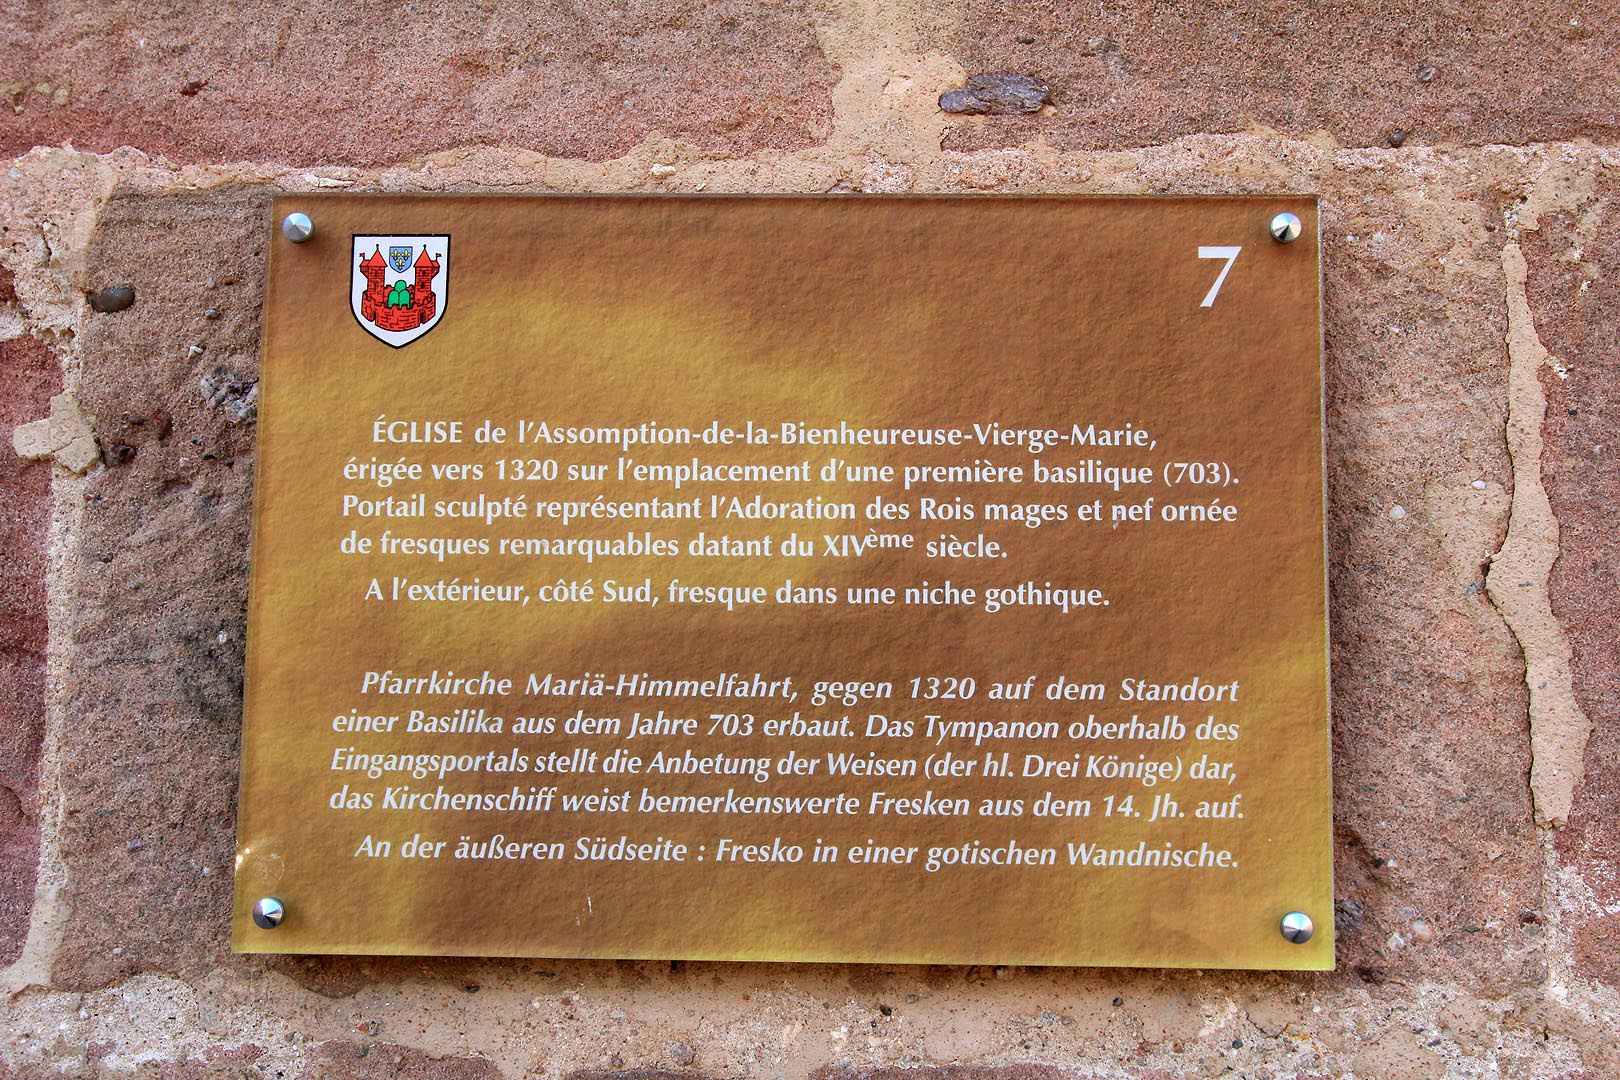 7
ÉGLISE de l'Assomption-de-la-Bienheureuse-Vierge-Marie,
érigée vers 1320 sur l'emplacement d'une première basilique (703).
Portail sculpté représentant l'Adoration des Rois mages et nef ornée
de fresques remarquables datant du XIVème siècle.
A l'extérieur, côté Sud, fresque dans une niche gothique.
Pfarrkirche Mariä-Himmelfahrt, gegen 1320 auf dem Standort
einer Basilika aus dem Jahre 703 erbaut. Das Tympanon oberhalb des
Eingangsportals stellt die Anbetung der Weisen (der hl. Drei Könige) dar,
das Kirchenschiff weist bemerkenswerte Fresken aus dem 14. Jh. auf.
An der äußeren Südseite : Fresko in einer gotischen Wandnische.